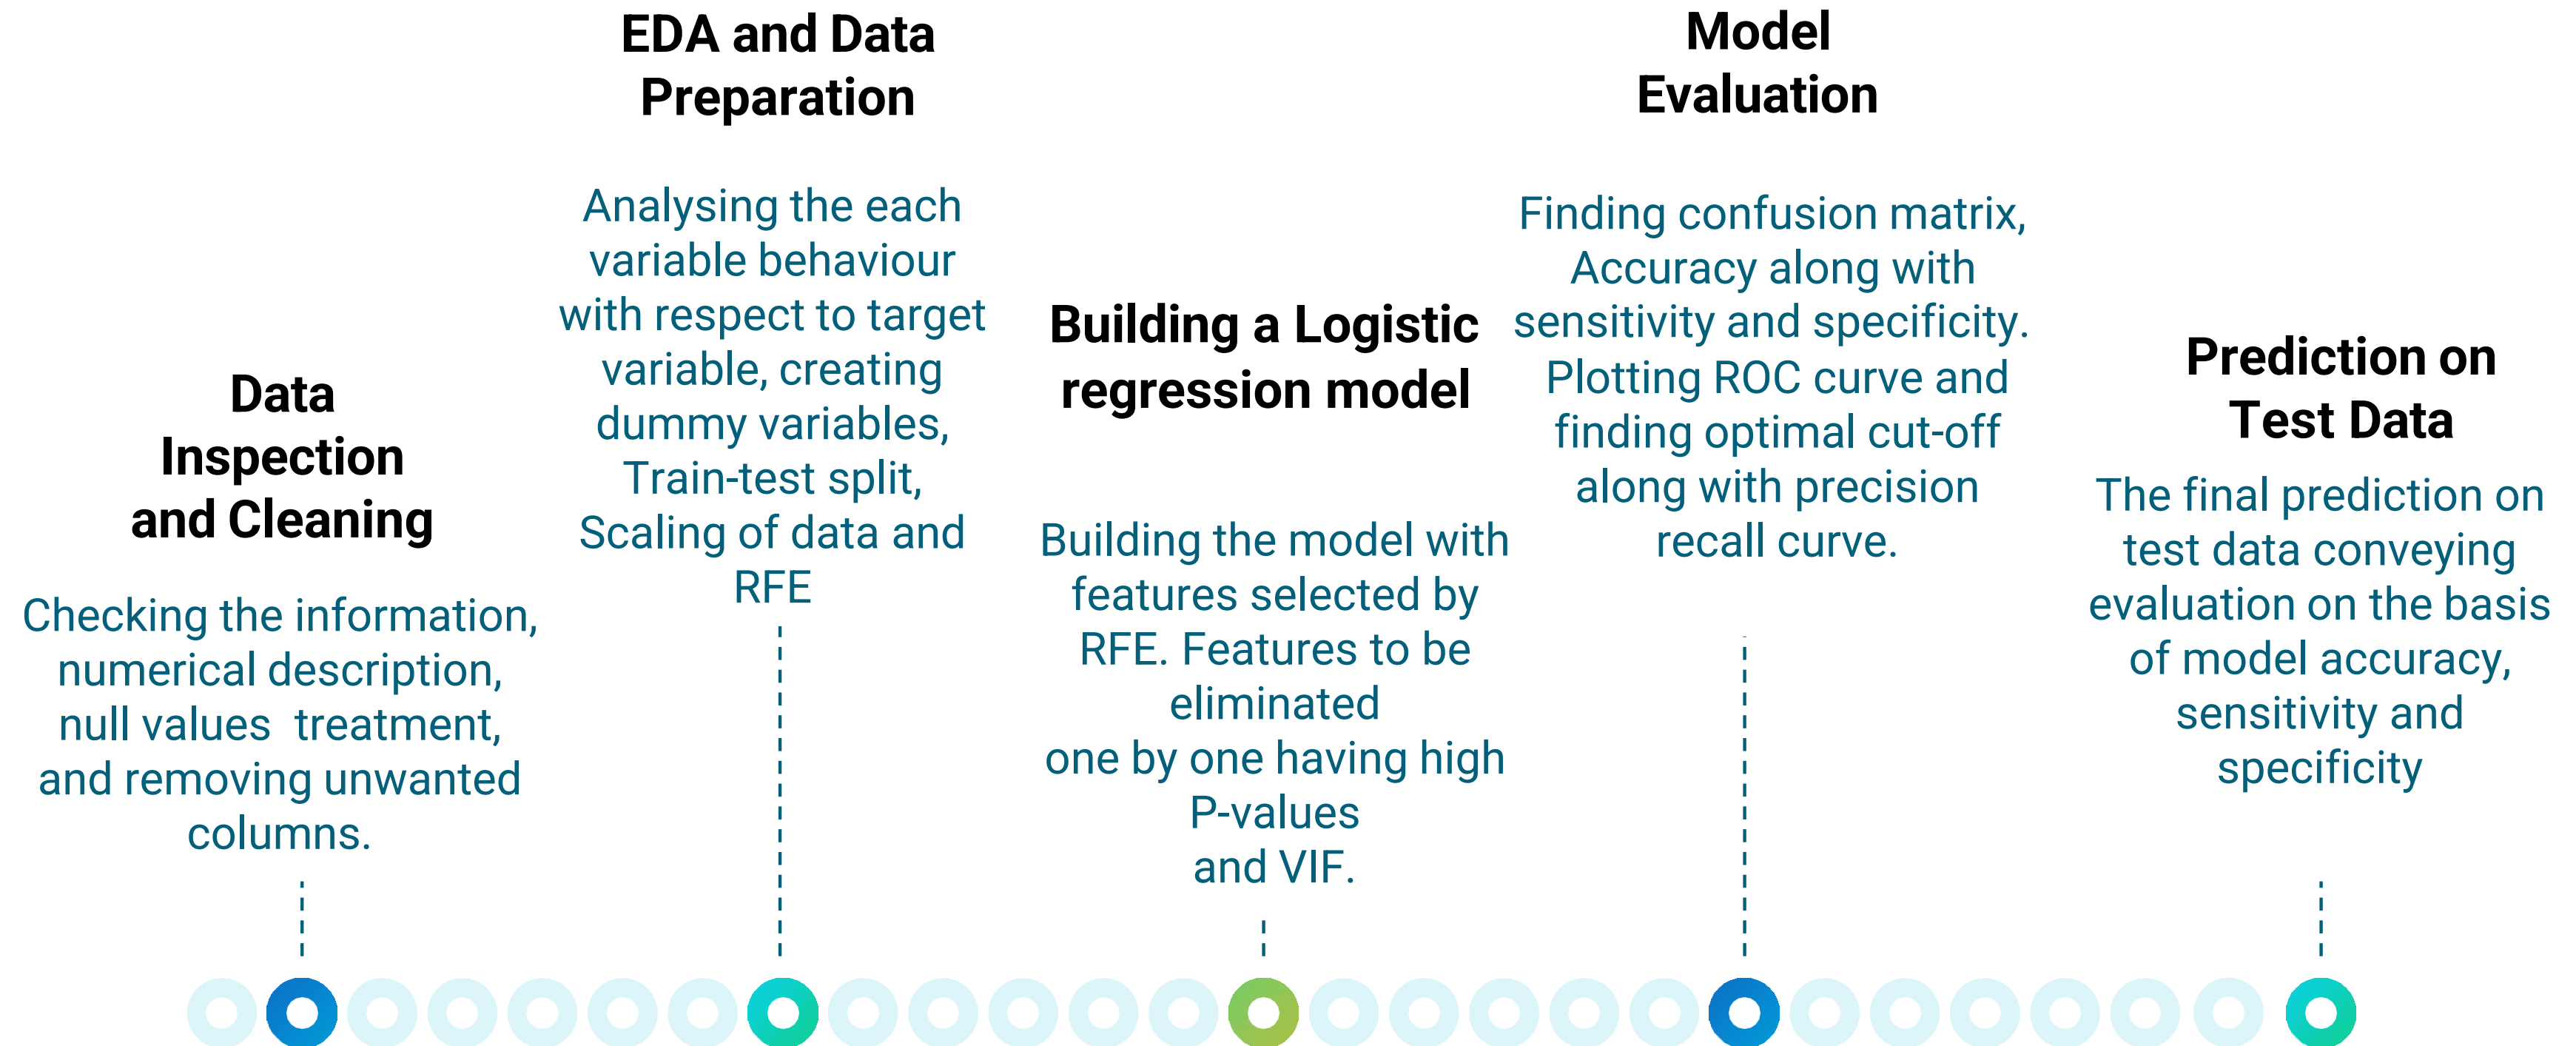 Data
Inspection
and Cleaning
Checking the information,
numerical description,
null values  treatment,
and removing unwanted
columns.
EDA and Data
Preparation
Analysing the each
variable behaviour
with respect to target
variable, creating
dummy variables,
Train-test split,
Scaling of data and
RFE
Building a Logistic
regression model
Building the model with
features selected by
RFE. Features to be
eliminated
one by one having high
P-values
and VIF.
Model
Evaluation
Finding confusion matrix,
Accuracy along with
sensitivity and specificity.
Plotting ROC curve and
finding optimal cut-off
along with precision
recall curve.
Prediction on
Test Data
The final prediction on
test data conveying
evaluation on the basis
of model accuracy,
sensitivity and
specificity